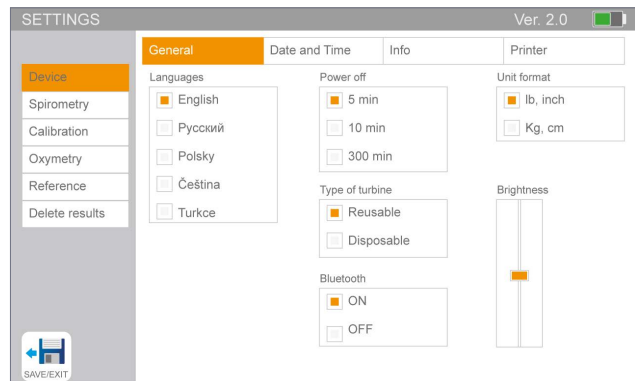 SETTINGS
Ver. 2.0
General
Date and Time
Info
Printer
Device
Spirometry
Calibration
Oxymetry
Reference
Delete results
Languages
English
Русский
Polsky
Čeština
Turkce
Power off
5 min
10 min
300 min
Type of turbine
Reusable
Disposable
Bluetooth
ON
OFF
Unit format
lb, inch
Kg, cm
Brightness
SAVE/EXIT